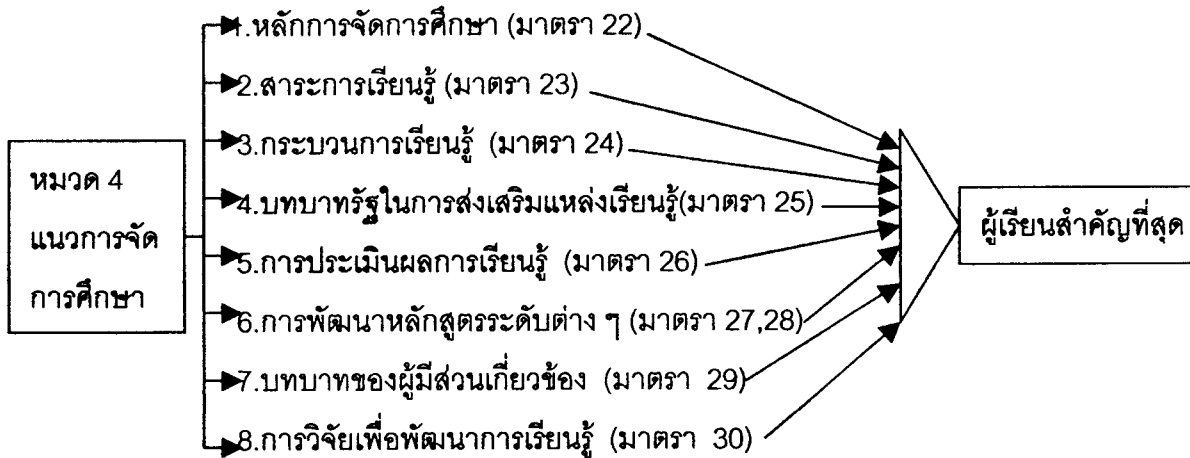 1.หลักการจัดการศึกษา (มาตรา 22)
2.สาระการเรียนรู้ (มาตรา 23)
3.กระบวนการเรียนรู้ (มาตรา 24)
หมวด 4
แนวการจัด
การศึกษา
4.บทบาทรัฐในการส่งเสริมแหล่งเรียนรู้(มาตรา 25)
5.การประเมินผลการเรียนรู้ (มาตรา 26)
6.การพัฒนาหลักสูตรระดับต่าง ๆ (มาตรา 27,28)
7.บทบาทของผู้มีส่วนเกี่ยวข้อง (มาตรา 29)
8.การวิจัยเพื่อพัฒนาการเรียนรู้ (มาตรา 30)
ผู้เรียนสำคัญที่สุด